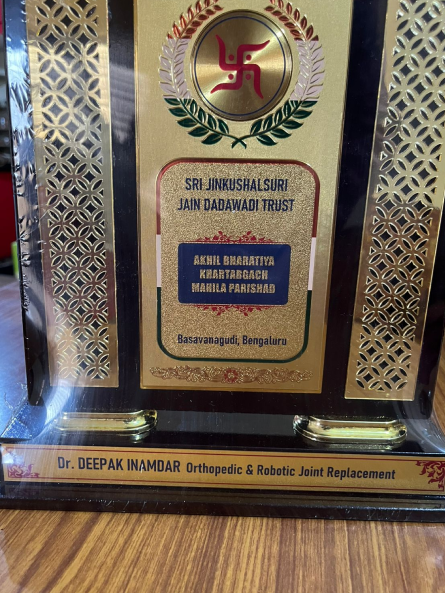 SRI JINKUSHALSURI
JAIN DADAWADI TRUST
AKHIL BHARATIYA
KHARTARGACH
MAHILA PARISHAD
Basavanagudi, Bengaluru
Dr. DEEPAK INAMDAR Orthopedic & Robotic Joint Replacement